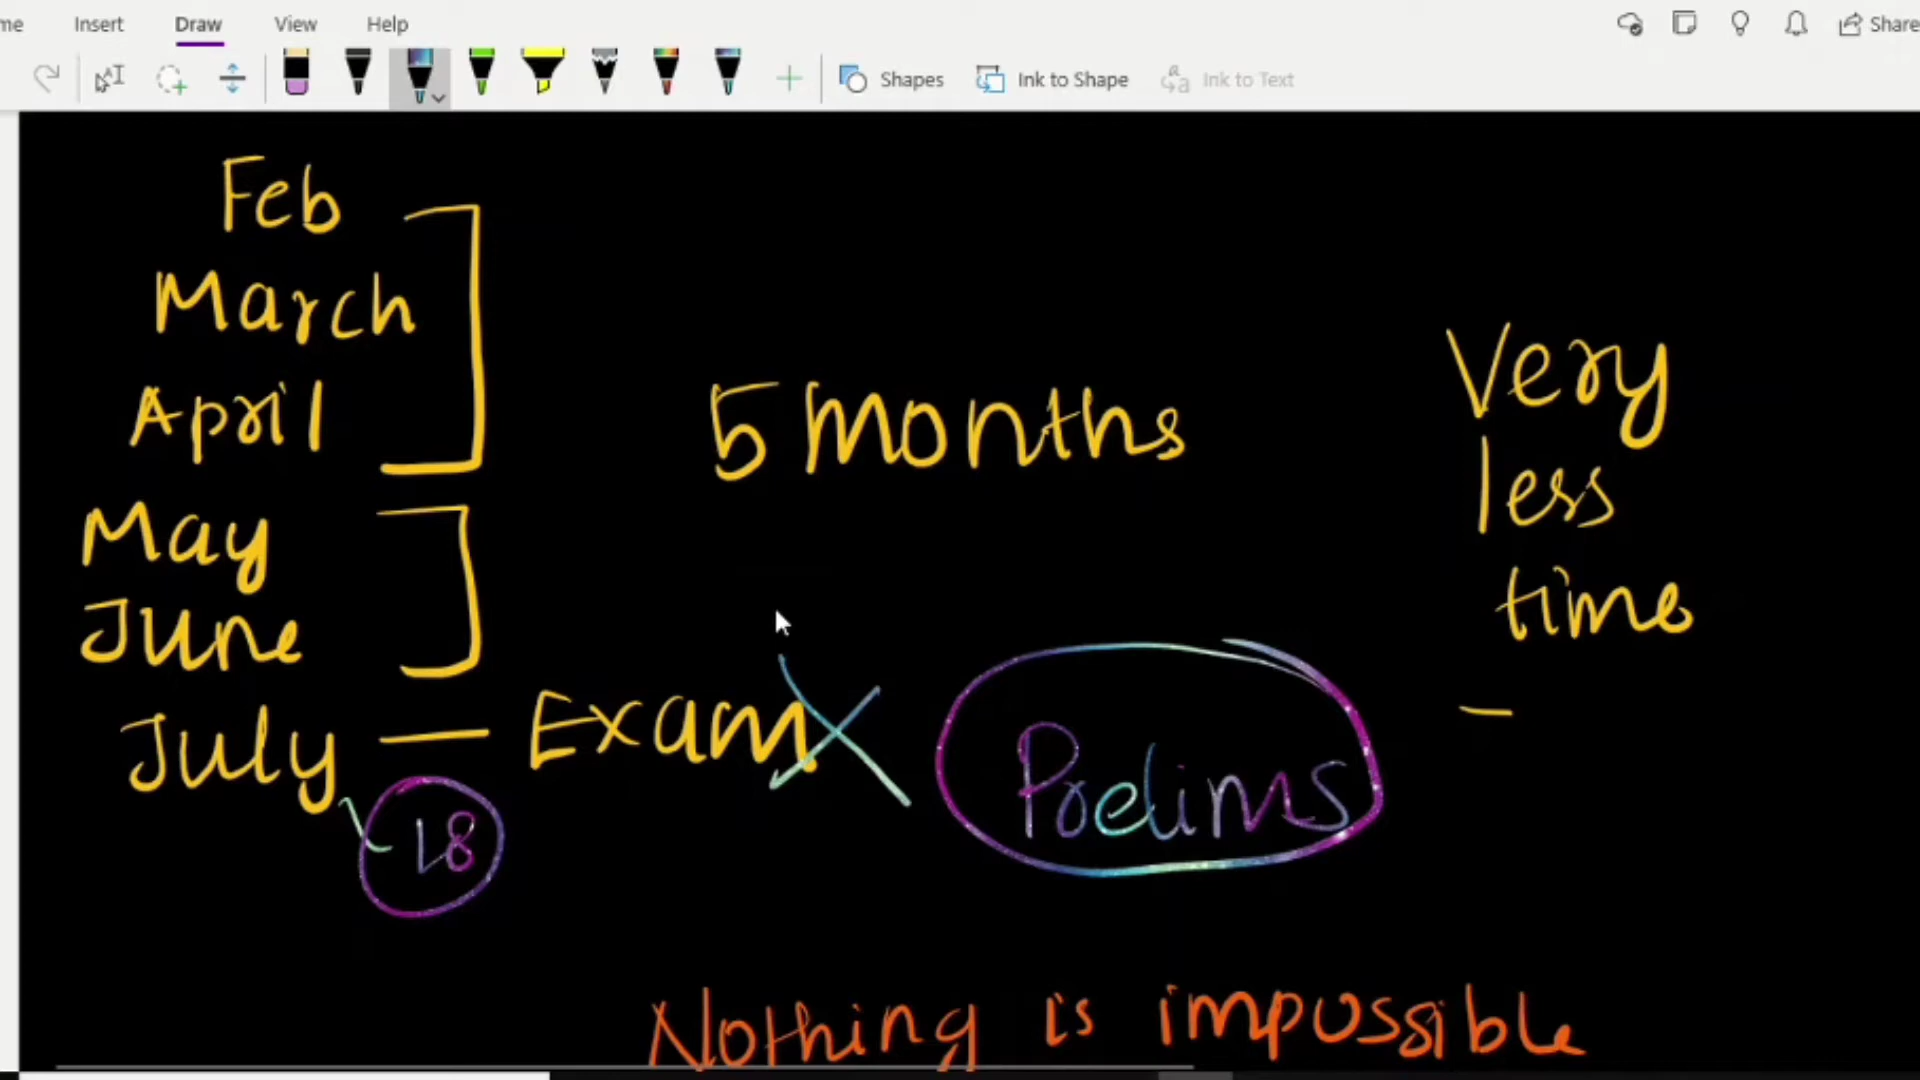 me Insert Draw View Help Share
Shapes Ink to Shape Ink to Text
Feb
March
April
May
June
July — Exam
18
5 months
Prelims
Very
less
time
Nothing is impossible